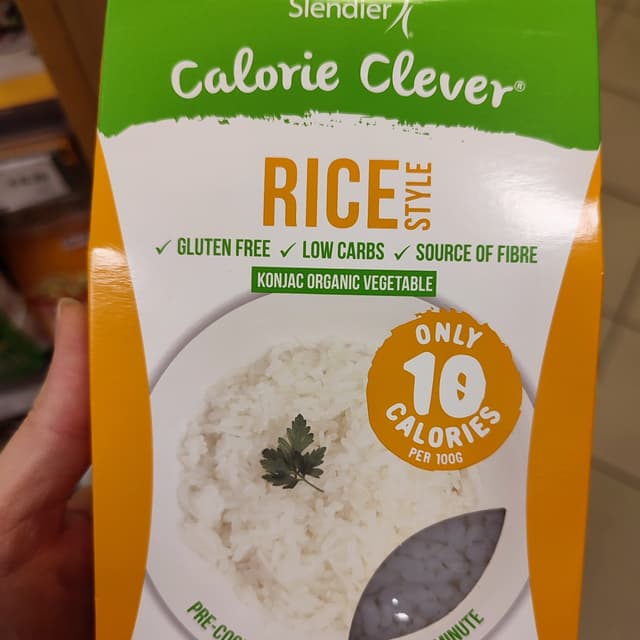 Slendier
Calorie Clever®
RICE STYLE
✓ GLUTEN FREE ✓ LOW CARBS ✓ SOURCE OF FIBRE
KONJAC ORGANIC VEGETABLE
ONLY
10
CALORIES
PER 100G
MINUTE